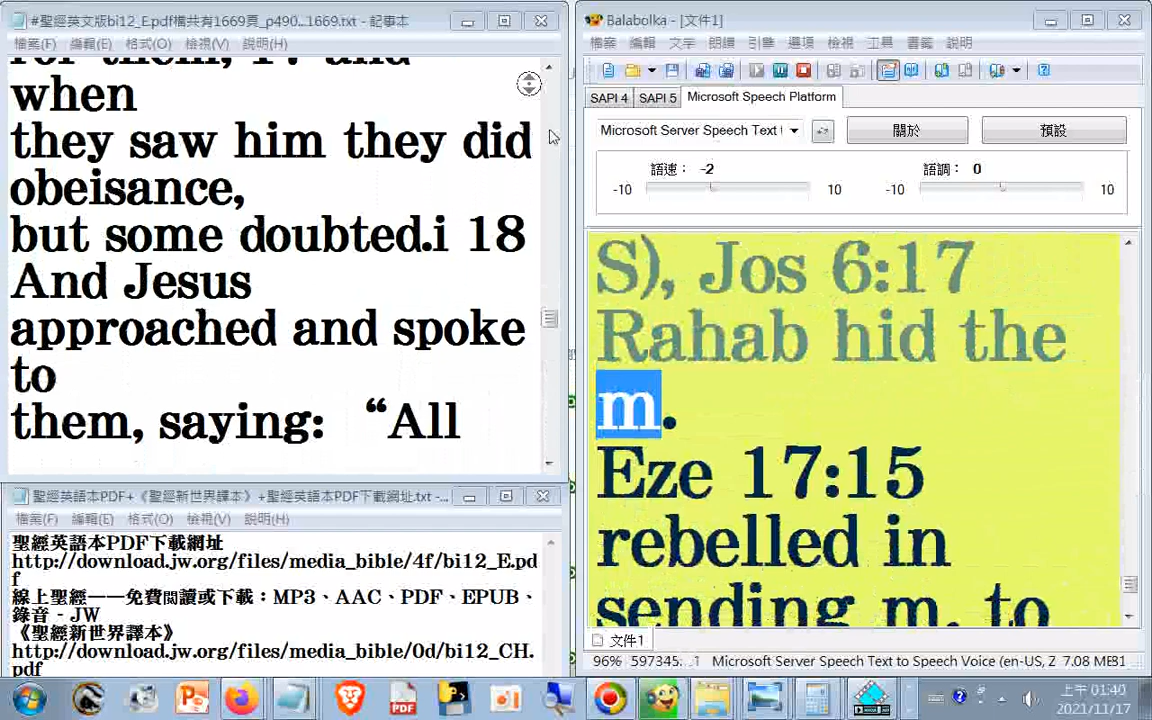 #聖經英文版bi12_E.pdf檔共有1669頁_p490...1669.txt - 記事本
檔案(F) 編輯(E) 格式(O) 檢視(V) 說明(H)
for them, 17. and
when
they saw him they did
obeisance,
but some doubted.i 18
And Jesus
approached and spoke
to
them, saying: “All
聖經英語本PDF+《聖經新世界譯本》+聖經英語本PDF下載網址.txt - ...
檔案(F) 編輯(E) 格式(O) 檢視(V) 說明(H)
聖經英語本PDF下載網址
http://download.jw.org/files/media_bible/4f/bi12_E.pd
f
線上聖經——免費閱讀或下載：MP3、AAC、PDF、EPUB、
錄音 - JW
《聖經新世界譯本》
http://download.jw.org/files/media_bible/0d/bi12_CH.
pdf
Balabolka - [文件1]
檔案 編輯 文字 朗讀 引擎 選項 檢視 工具 書籤 說明
SAPI 4 SAPI 5 Microsoft Speech Platform
Microsoft Server Speech Text t 關於 預設
語速： -2 語調： 0
-10 10 -10 10
S), Jos 6:17
Rahab hid the
m.
Eze 17:15
rebelled in
sending m. to
文件1
96% 597345. .1 Microsoft Server Speech Text to Speech Voice (en-US, Z 7.08 MB
上午 01:40
2021/11/17